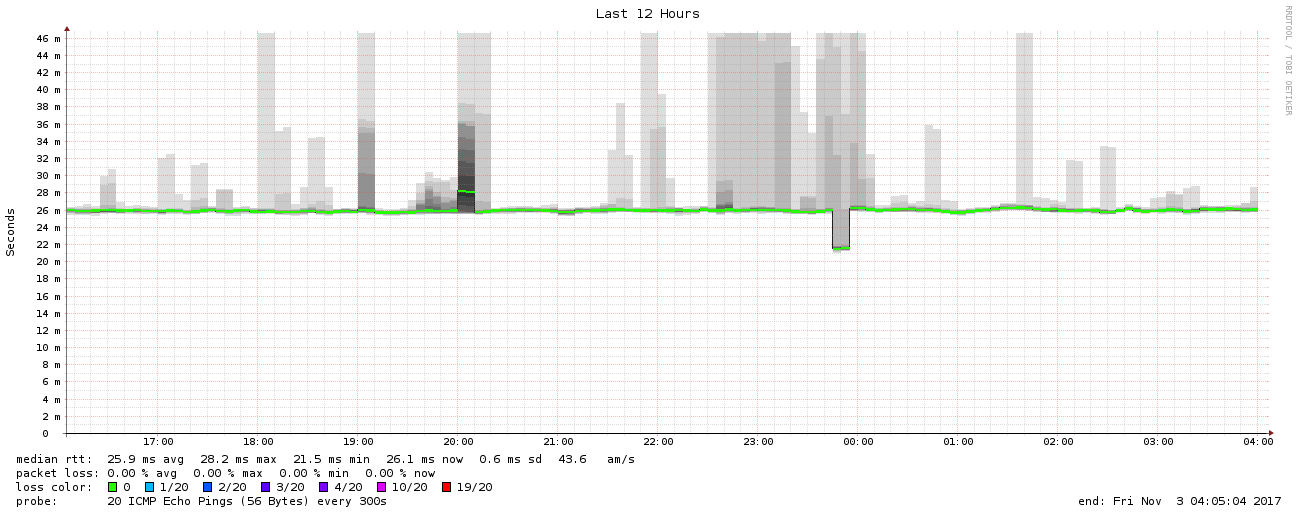 Last 12 Hours
RRDTOOL / TOBI OETIKER
Seconds
46 m
44 m
42 m
40 m
38 m
36 m
34 m
32 m
30 m
28 m
26 m
24 m
22 m
20 m
18 m
16 m
14 m
12 m
10 m
8 m
6 m
4 m
2 m
0
17:00 18:00 19:00 20:00 21:00 22:00 23:00 00:00 01:00 02:00 03:00 04:00
median rtt: 25.9 ms avg 28.2 ms max 21.5 ms min 26.1 ms now 0.6 ms sd 43.6 am/s
packet loss: 0.00 % avg 0.00 % max 0.00 % min 0.00 % now
loss color: 0 1/20 2/20 3/20 4/20 10/20 19/20
probe: 20 ICMP Echo Pings (56 Bytes) every 300s end: Fri Nov 3 04:05:04 2017